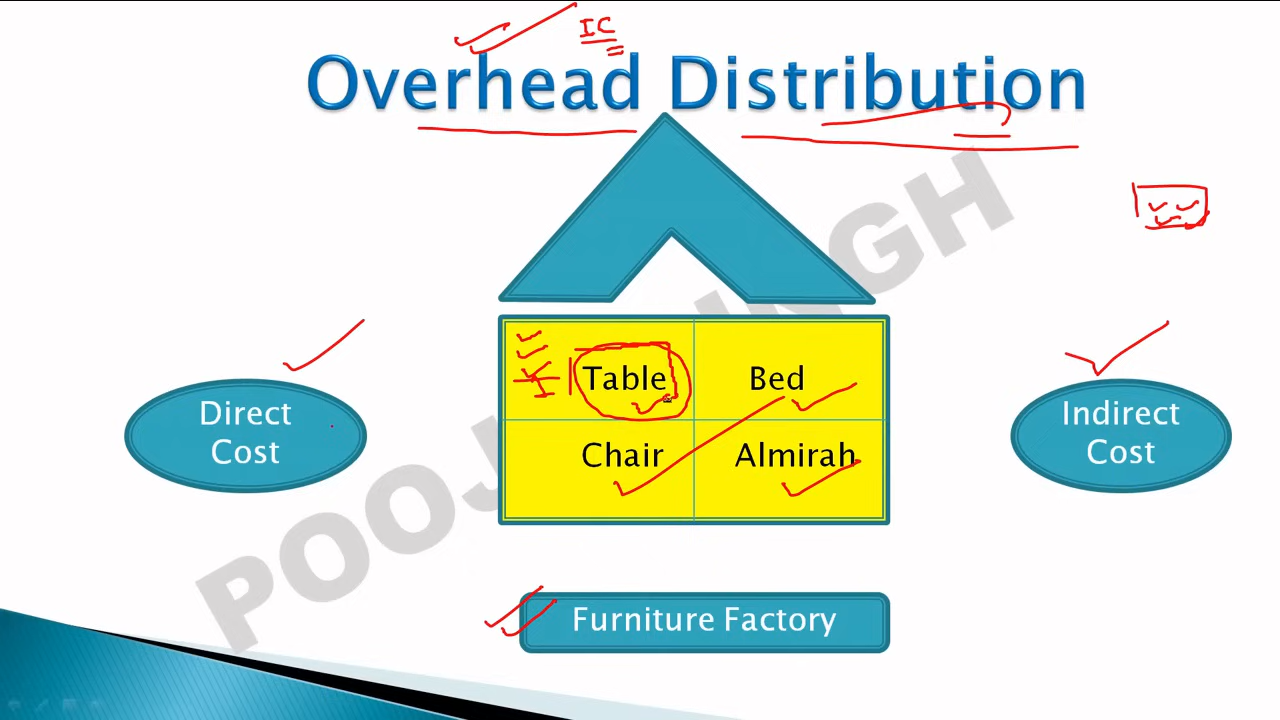 IC
Overhead Distribution
Table
Bed
Direct
Cost
Indirect
Cost
Chair
Almirah
Furniture Factory